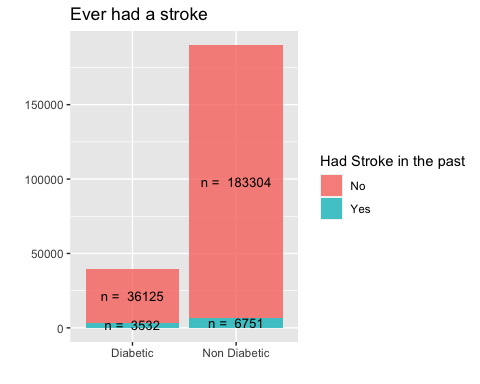 Ever had a stroke
150000
100000
50000
0
n =  183304
n =  36125
n =  3532
n =  6751
Diabetic
Non Diabetic
Had Stroke in the past
No
Yes